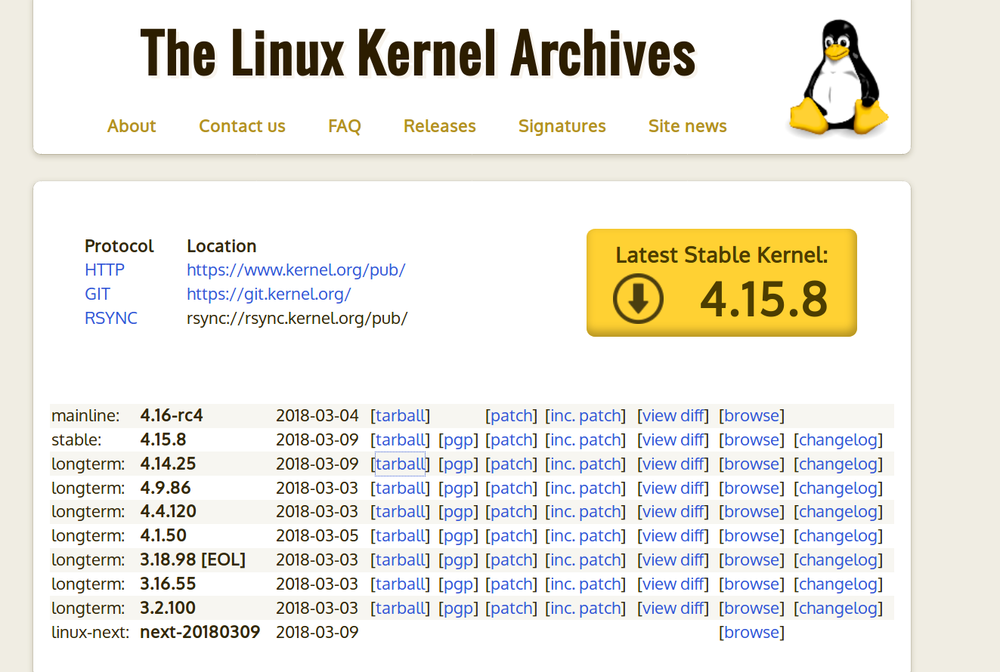 The Linux Kernel Archives
About Contact us FAQ Releases Signatures Site news
Protocol Location
HTTP https://www.kernel.org/pub/
GIT https://git.kernel.org/
RSYNC rsync://rsync.kernel.org/pub/
Latest Stable Kernel:
4.15.8
mainline: 4.16-rc4 2018-03-04 [tarball] [patch] [inc. patch] [view diff] [browse]
stable: 4.15.8 2018-03-09 [tarball] [pgp] [patch] [inc. patch] [view diff] [browse] [changelog]
longterm: 4.14.25 2018-03-09 [tarball] [pgp] [patch] [inc. patch] [view diff] [browse] [changelog]
longterm: 4.9.86 2018-03-03 [tarball] [pgp] [patch] [inc. patch] [view diff] [browse] [changelog]
longterm: 4.4.120 2018-03-03 [tarball] [pgp] [patch] [inc. patch] [view diff] [browse] [changelog]
longterm: 4.1.50 2018-03-05 [tarball] [pgp] [patch] [inc. patch] [view diff] [browse] [changelog]
longterm: 3.18.98 [EOL] 2018-03-03 [tarball] [pgp] [patch] [inc. patch] [view diff] [browse] [changelog]
longterm: 3.16.55 2018-03-03 [tarball] [pgp] [patch] [inc. patch] [view diff] [browse] [changelog]
longterm: 3.2.100 2018-03-03 [tarball] [pgp] [patch] [inc. patch] [view diff] [browse] [changelog]
linux-next: next-20180309 2018-03-09 [browse]